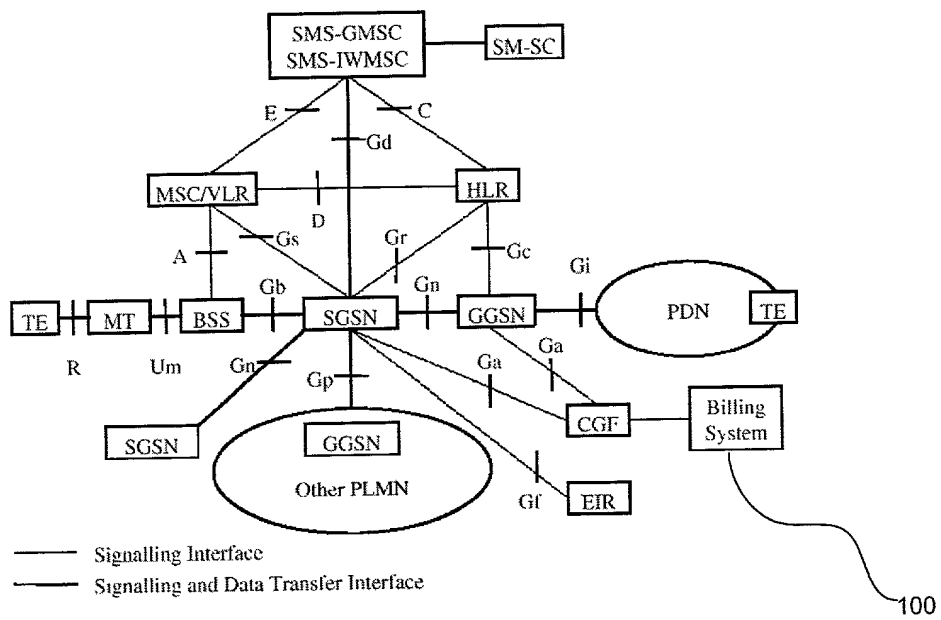 SMS-GMSC
SMS-IWMSC
SM-SC
E
C
Gd
MSC/VLR
HLR
D
A
Gs
Gr
Gc
Gi
Gb
Gn
TE
MT
BSS
SGSN
GGSN
PDN
TE
R
Um
Gn
Gp
Ga
Ga
Billing
System
CGF
SGSN
GGSN
Other PLMN
Gf
EIR
Signalling Interface
Signalling and Data Transfer Interface
100